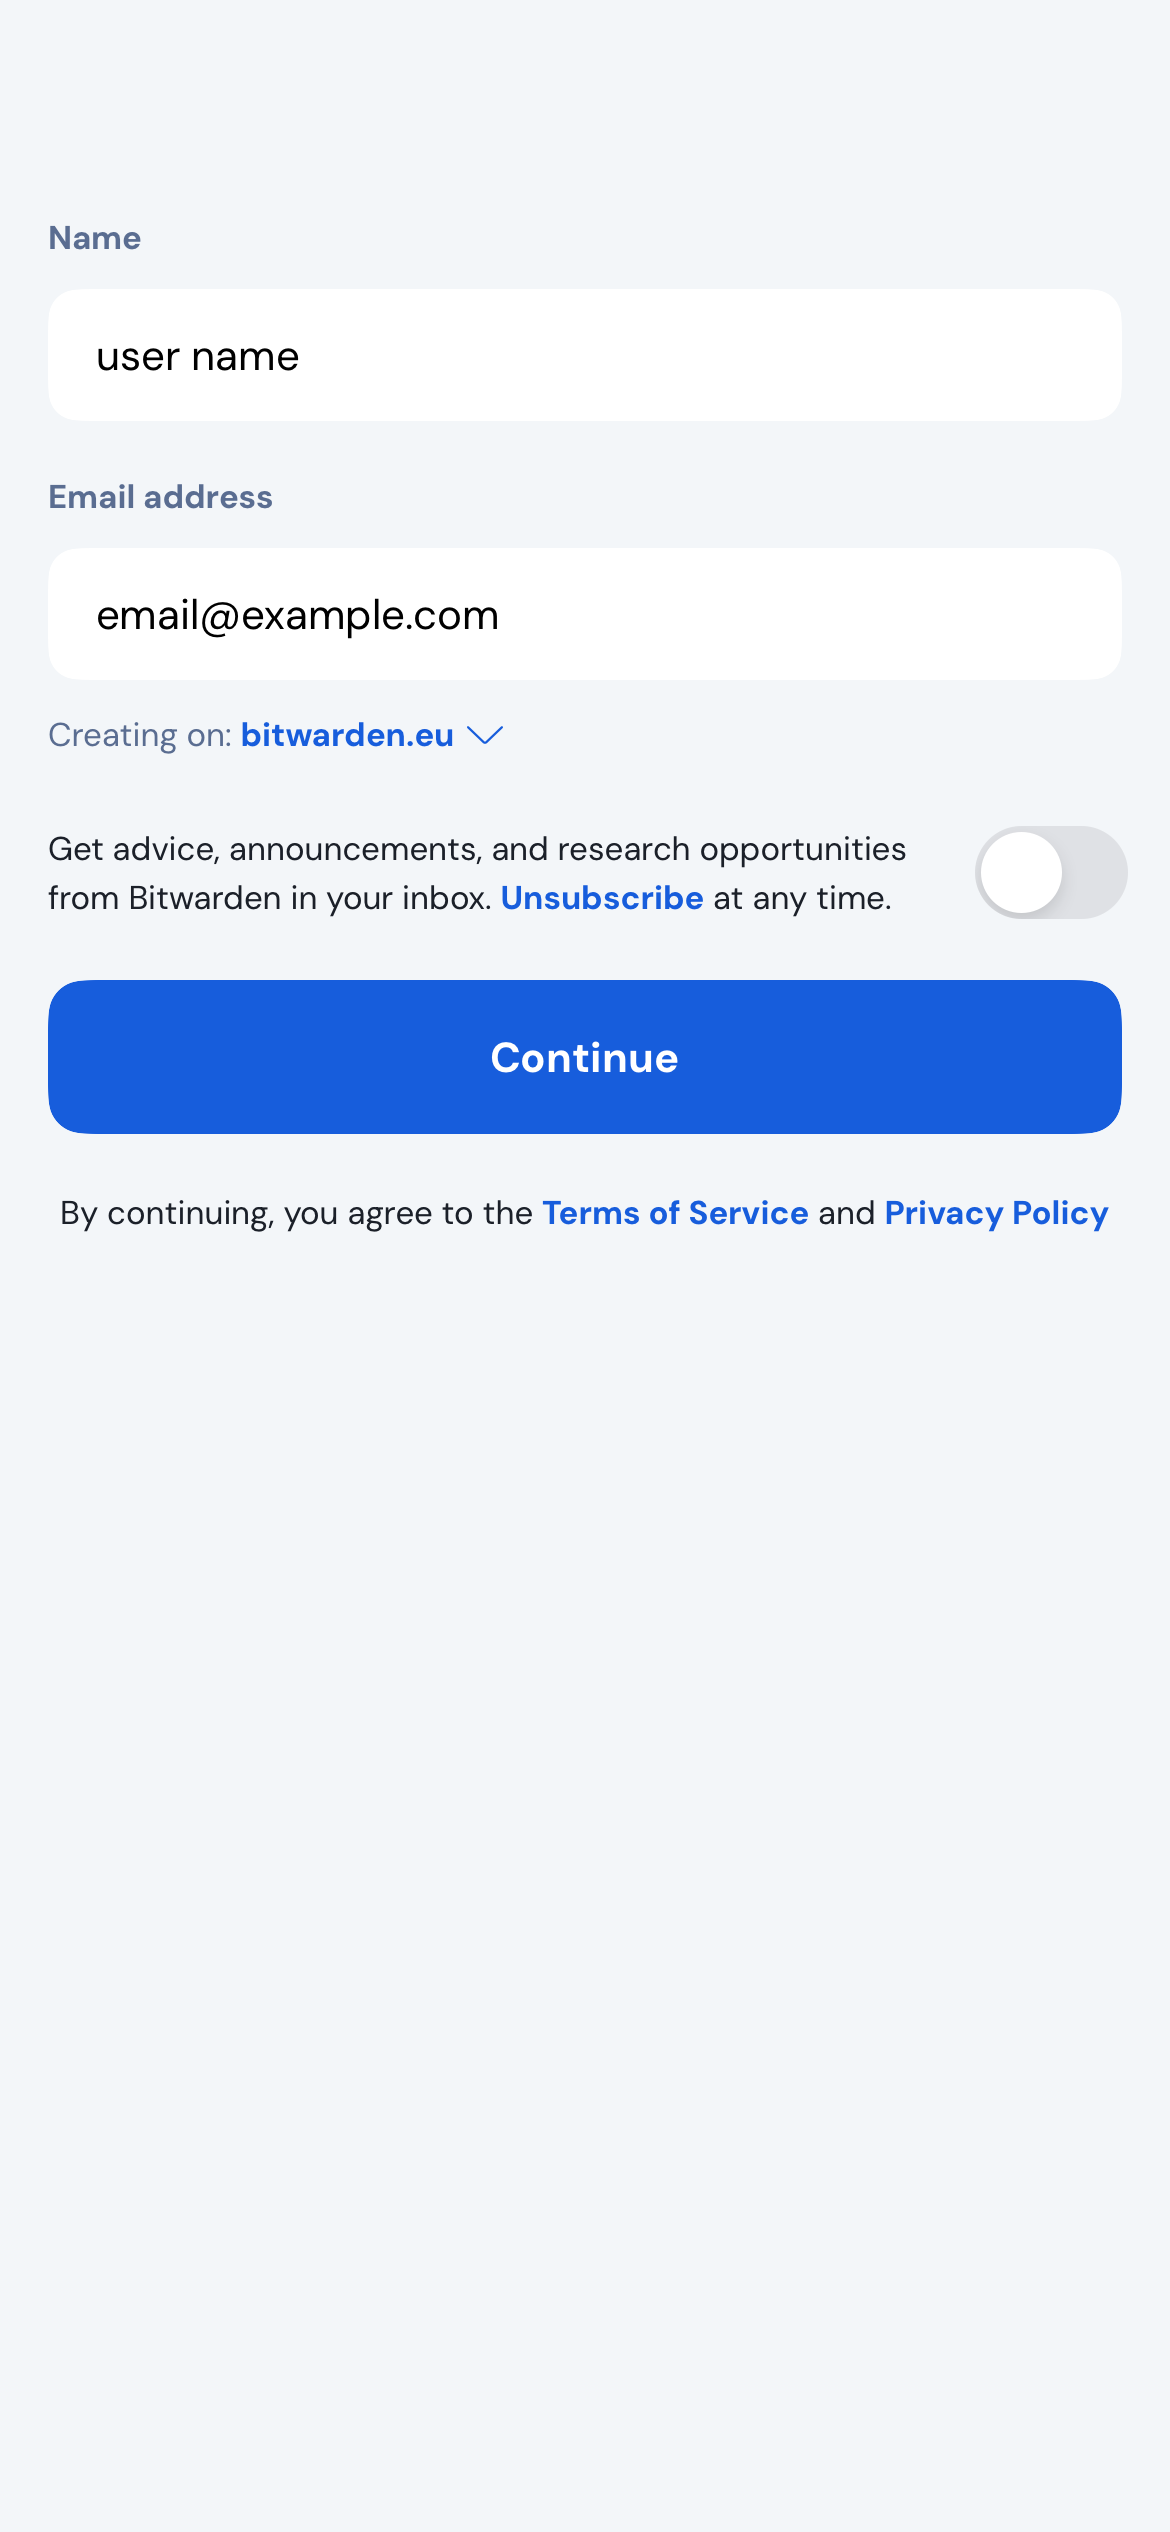 Name
user name
Email address
email@example.com
Creating on: bitwarden.eu
Get advice, announcements, and research opportunities
from Bitwarden in your inbox. Unsubscribe at any time.
Continue
By continuing, you agree to the Terms of Service and Privacy Policy